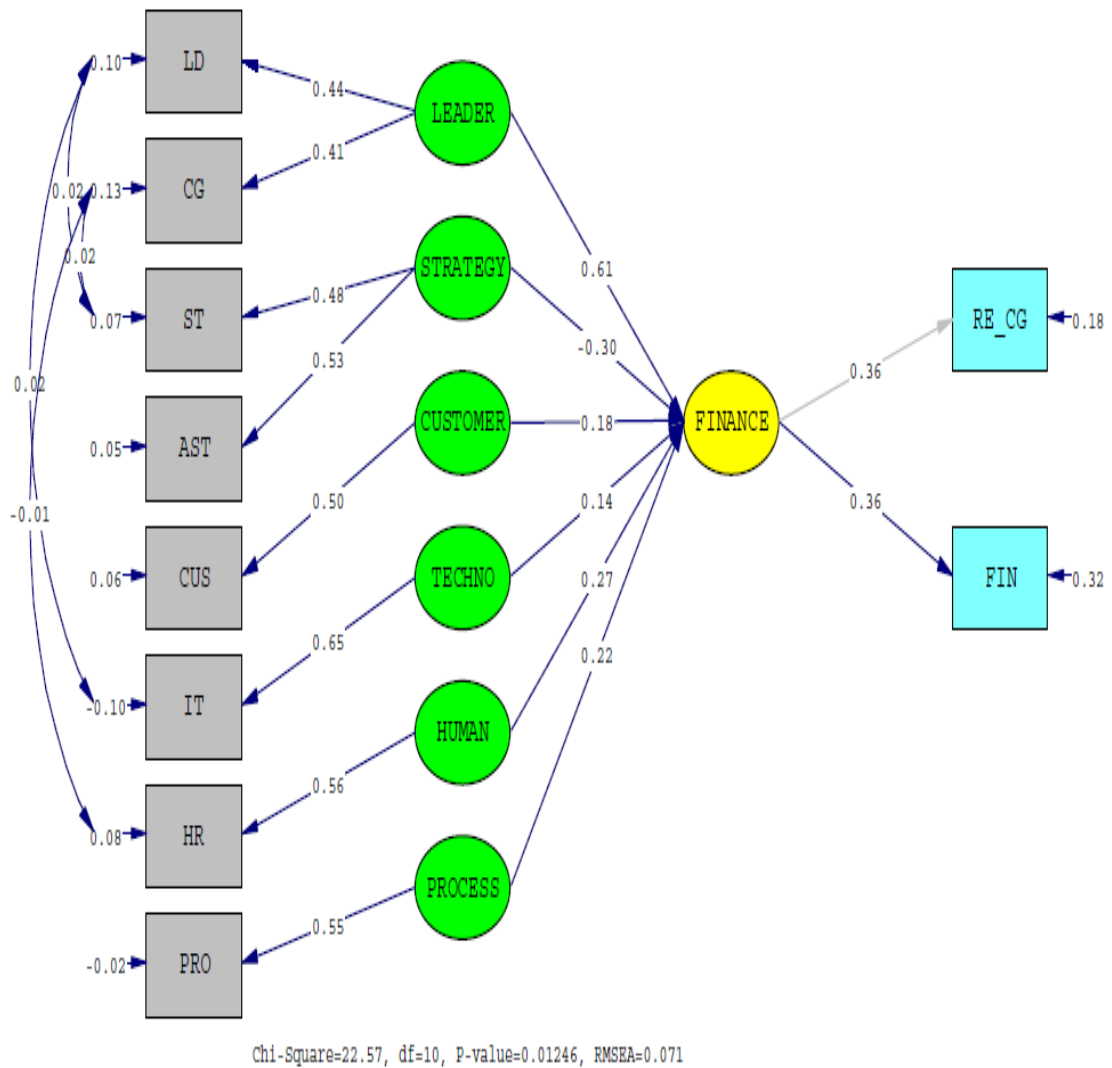 0.10
LD
0.44
LEADER
0.41
0.02
0.13
CG
0.02
STRATEGY
0.61
0.07
ST
0.48
-0.30
RE_CG
0.18
0.53
0.36
0.02
CUSTOMER
0.18
FINANCE
0.05
AST
0.50
0.14
0.36
-0.01
0.06
CUS
TECHNO
0.27
FIN
0.32
0.65
0.22
-0.10
IT
HUMAN
0.56
0.08
HR
PROCESS
0.55
-0.02
PRO
Chi-Square=22.57, df=10, P-value=0.01246, RMSEA=0.071